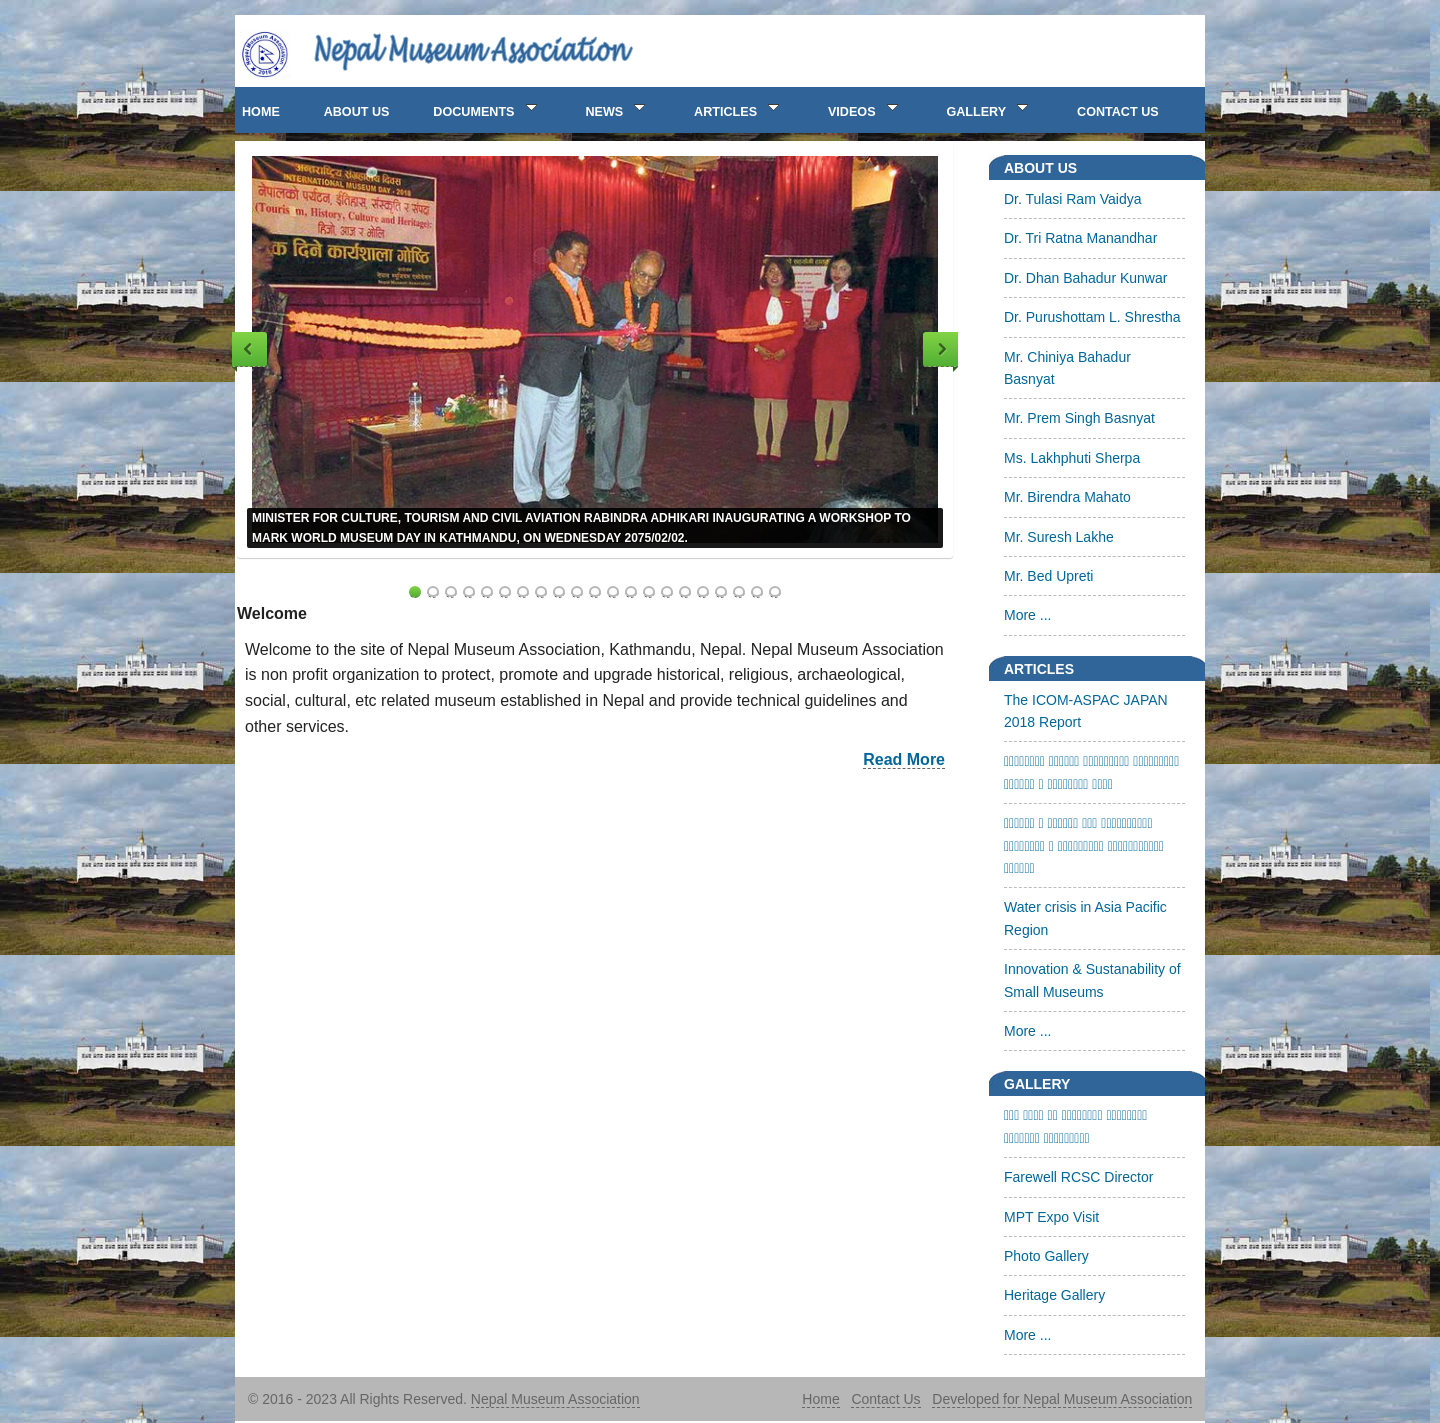 Nepal Museum Association
2016
Nepal Museum Association
HOME ABOUT US DOCUMENTS NEWS ARTICLES VIDEOS GALLERY CONTACT US
अन्तर्राष्ट्रिय संग्रहालय दिवस
INTERNATIONAL MUSEUM DAY - 2018
नेपालको पर्यटन, इतिहास, संस्कृति र संपदा
(Tourism, History, Culture and Heritage):
हिजो, आज र भोलि
क दिने कार्यशाला गोष्ठि
Nepal Museum Association
MINISTER FOR CULTURE, TOURISM AND CIVIL AVIATION RABINDRA ADHIKARI INAUGURATING A WORKSHOP TO
MARK WORLD MUSEUM DAY IN KATHMANDU, ON WEDNESDAY 2075/02/02.
Welcome
Welcome to the site of Nepal Museum Association, Kathmandu, Nepal. Nepal Museum Association
is non profit organization to protect, promote and upgrade historical, religious, archaeological,
social, cultural, etc related museum established in Nepal and provide technical guidelines and
other services.
Read More
ABOUT US
Dr. Tulasi Ram Vaidya
Dr. Tri Ratna Manandhar
Dr. Dhan Bahadur Kunwar
Dr. Purushottam L. Shrestha
Mr. Chiniya Bahadur
Basnyat
Mr. Prem Singh Basnyat
Ms. Lakhphuti Sherpa
Mr. Birendra Mahato
Mr. Suresh Lakhe
Mr. Bed Upreti
More ...
ARTICLES
The ICOM-ASPAC JAPAN
2018 Report
Water crisis in Asia Pacific
Region
Innovation & Sustanability of
Small Museums
More ...
GALLERY
Farewell RCSC Director
MPT Expo Visit
Photo Gallery
Heritage Gallery
More ...
© 2016 - 2023 All Rights Reserved. Nepal Museum Association
Home Contact Us Developed for Nepal Museum Association